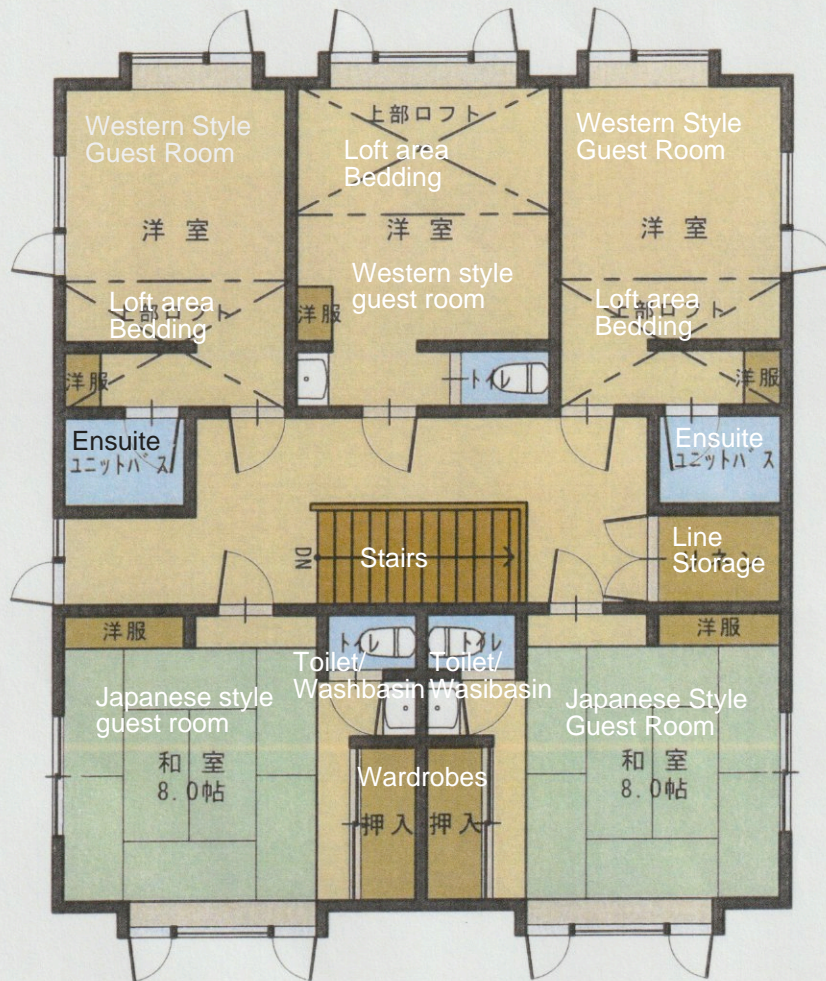 Western Style
Guest Room
上部ロフト
Loft area
Bedding
Western Style
Guest Room
洋室
洋室
洋室
Western style
guest room
Loft area
Bedding
上部ロフト
洋服
Loft area
Bedding
上部ロフト
洋服
トイレ
洋服
Ensuite
ユニットバス
Ensuite
ユニットバス
DN
Stairs
Line
Storage
リネン
洋服
トイレ
トイレ
洋服
Toilet/
Washbasin
Toilet/
Wasibasin
Japanese style
guest room
Japanese Style
Guest Room
和室
8.0帖
Wardrobes
和室
8.0帖
押入
押入